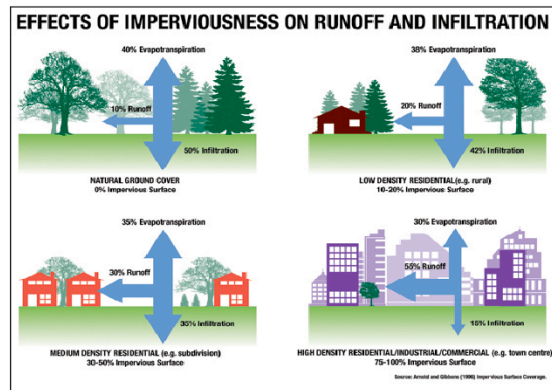 EFFECTS OF IMPERVIOUSNESS ON RUNOFF AND INFILTRATION
40% Evapotranspiration
10% Runoff
50% Infiltration
NATURAL GROUND COVER
0% Impervious Surface
38% Evapotranspiration
20% Runoff
42% Infiltration
LOW DENSITY RESIDENTIAL(e.g. rural)
10-20% Impervious Surface
35% Evapotranspiration
30% Runoff
35% Infiltration
MEDIUM DENSITY RESIDENTIAL (e.g. subdivision)
30-50% Impervious Surface
30% Evapotranspiration
55% Runoff
15% Infiltration
HIGH DENSITY RESIDENTIAL/INDUSTRIAL/COMMERCIAL (e.g. town centre)
75-100% Impervious Surface
Source: Arnold and Gibbons (1996) Impervious Surface Coverage.